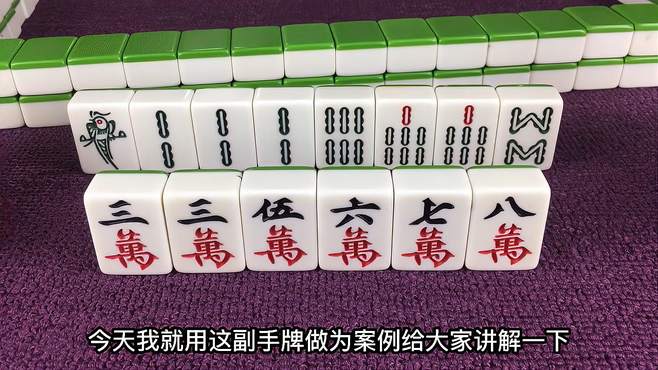 三 三 伍 六 七 八
萬 萬 萬 萬 萬 萬
今天我就用这副手牌做为案例给大家讲解一下